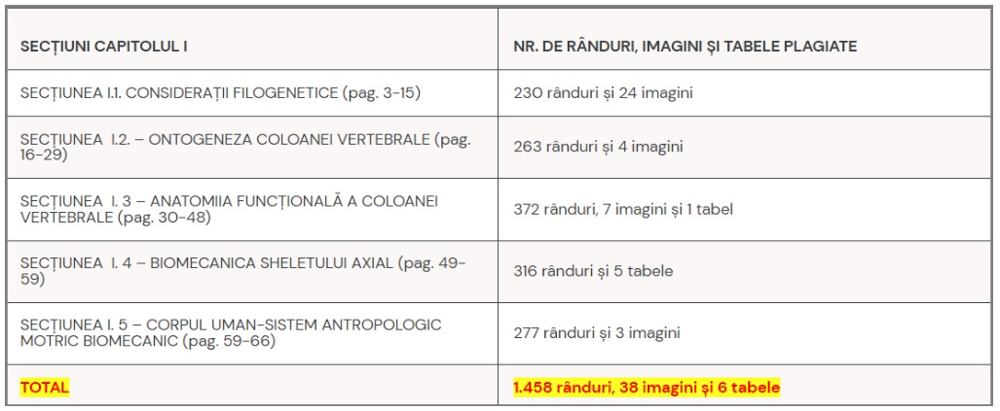 SECȚIUNI CAPITOLUL I
NR. DE RÂNDURI, IMAGINI ȘI TABELE PLAGIATE
SECȚIUNEA I.1. CONSIDERAȚII FILOGENETICE (pag. 3-15)
230 rânduri și 24 imagini
SECȚIUNEA I.2. – ONTOGENEZA COLOANEI VERTEBRALE (pag.
16-29)
263 rânduri și 4 imagini
SECȚIUNEA I. 3 – ANATOMIIA FUNCȚIONALĂ A COLOANEI
VERTEBRALE (pag. 30-48)
372 rânduri, 7 imagini și 1 tabel
SECȚIUNEA I. 4 – BIOMECANICA SHELETULUI AXIAL (pag. 49-
59)
316 rânduri și 5 tabele
SECȚIUNEA I. 5 – CORPUL UMAN-SISTEM ANTROPOLOGIC
MOTRIC BIOMECANIC (pag. 59-66)
277 rânduri și 3 imagini
TOTAL
1.458 rânduri, 38 imagini și 6 tabele